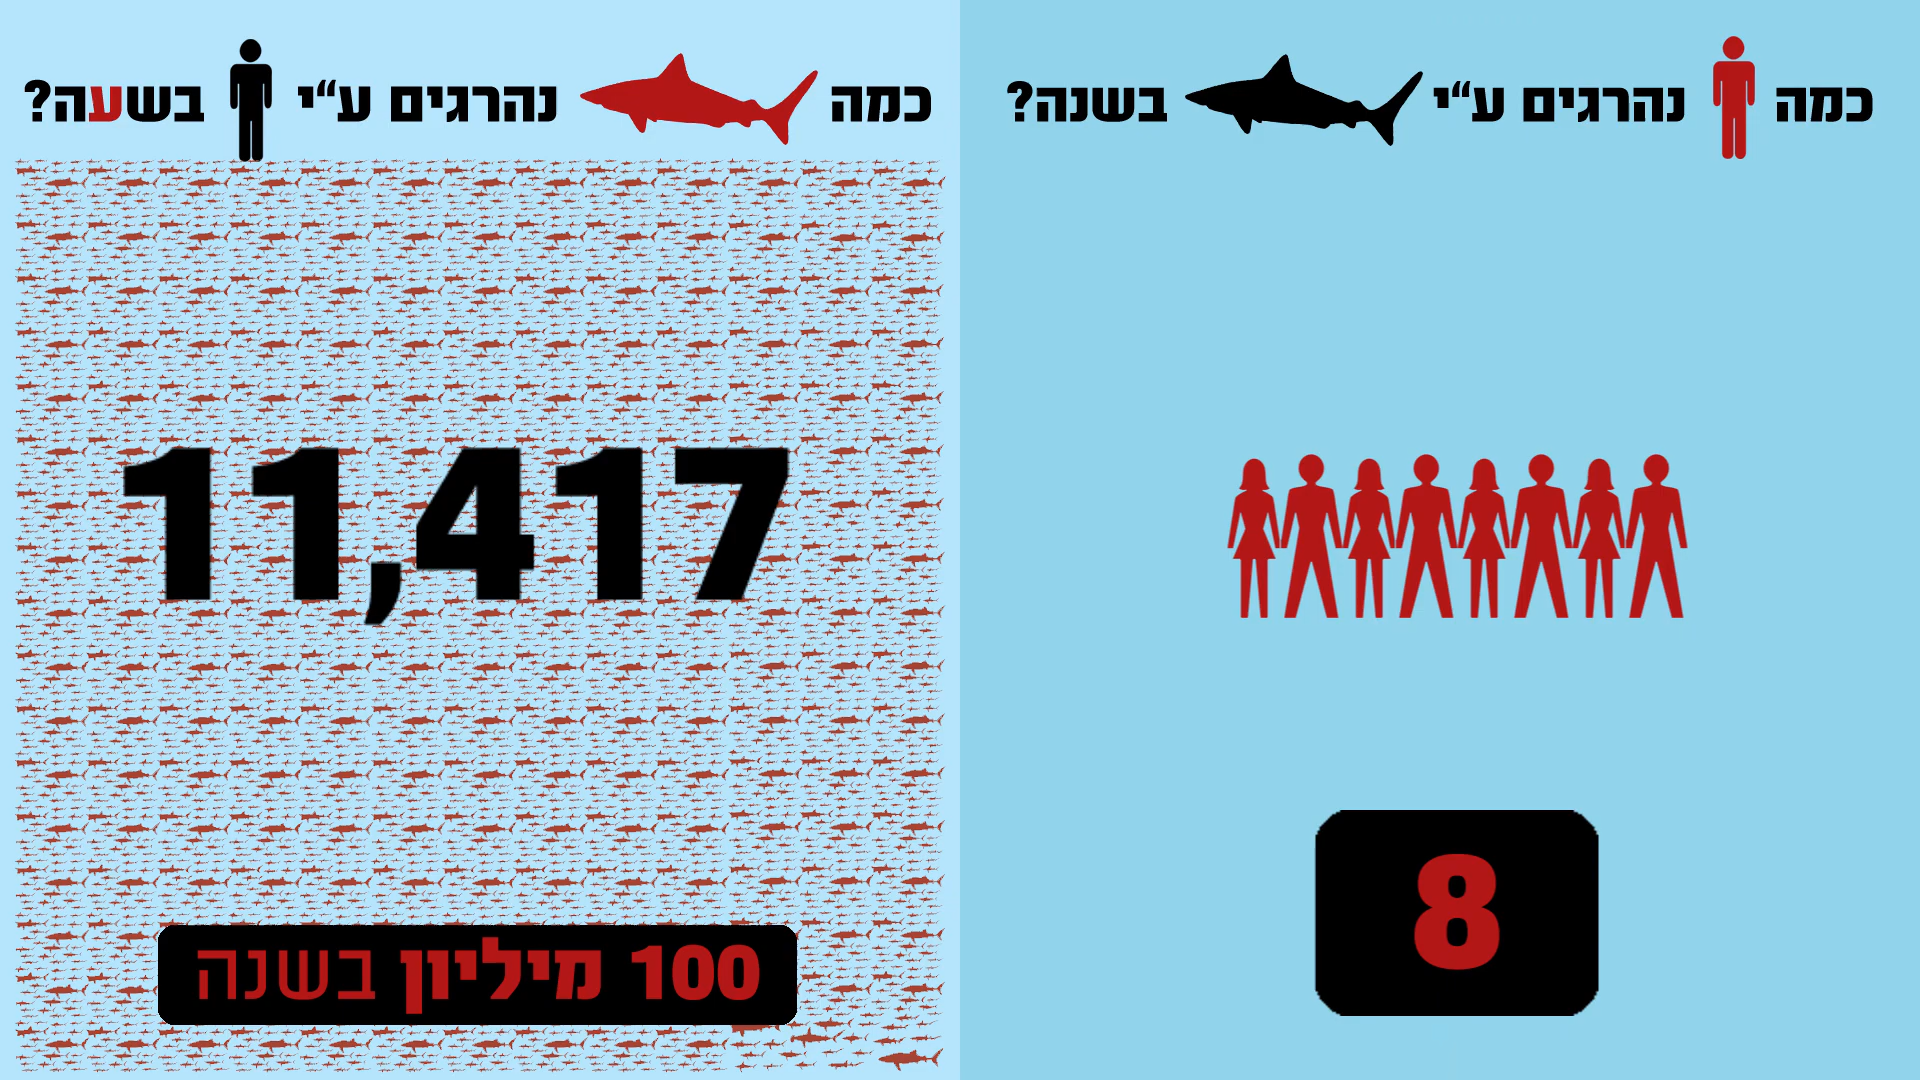 כמה נהרגים ע"י בשנה?
8
כמה נהרגים ע"י בשעה?
11,417
100 מיליון בשנה